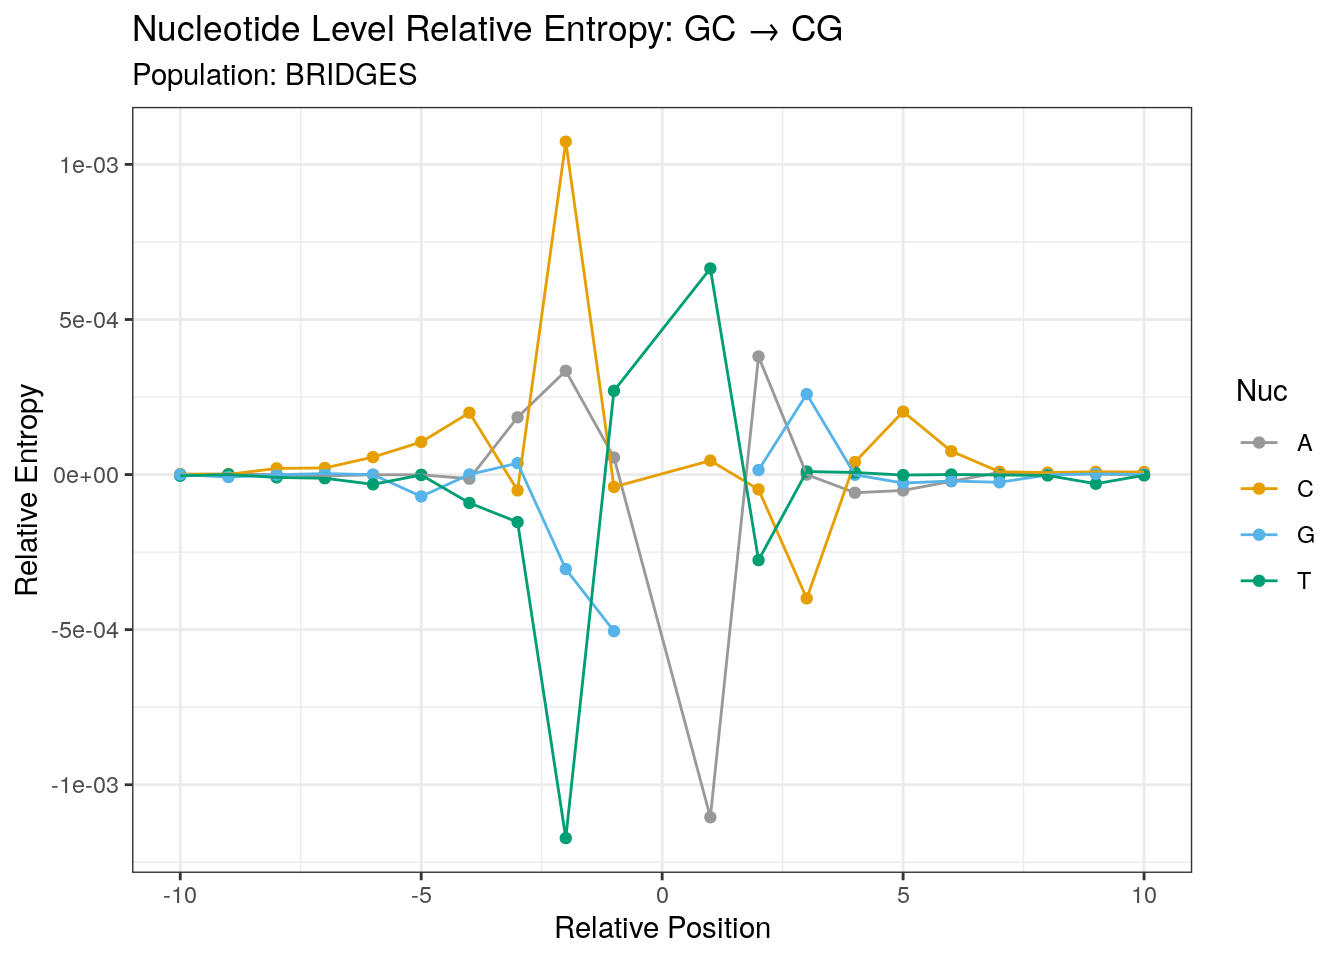 Nucleotide Level Relative Entropy: GC → CG
Population: BRIDGES
1e-03
5e-04
0e+00
-5e-04
-1e-03
Relative Entropy
-10
-5
0
5
10
Relative Position
Nuc
A
C
G
T